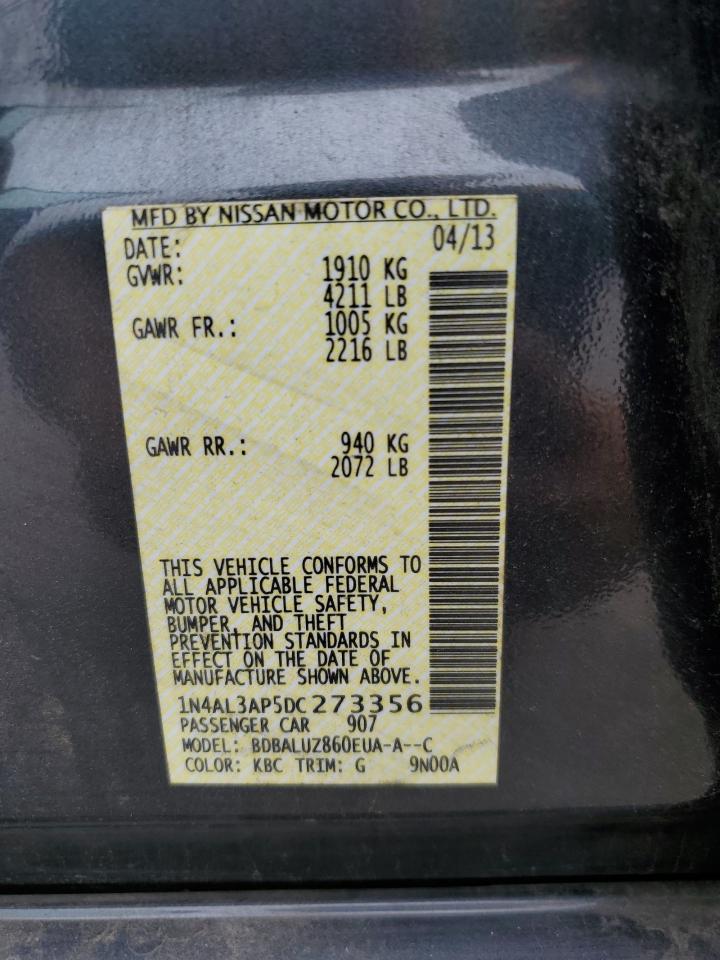 MFD BY NISSAN MOTOR CO., LTD.
DATE: 04/13
GVWR: 1910 KG
4211 LB
GAWR FR.: 1005 KG
2216 LB
GAWR RR.: 940 KG
2072 LB
THIS VEHICLE CONFORMS TO
ALL APPLICABLE FEDERAL
MOTOR VEHICLE SAFETY,
BUMPER, AND THEFT
PREVENTION STANDARDS IN
EFFECT ON THE DATE OF
MANUFACTURE SHOWN ABOVE.
1N4AL3AP5DC273356
PASSENGER CAR 907
MODEL: BDBALUZ860EUA-A--C
COLOR: KBC TRIM: G 9N00A